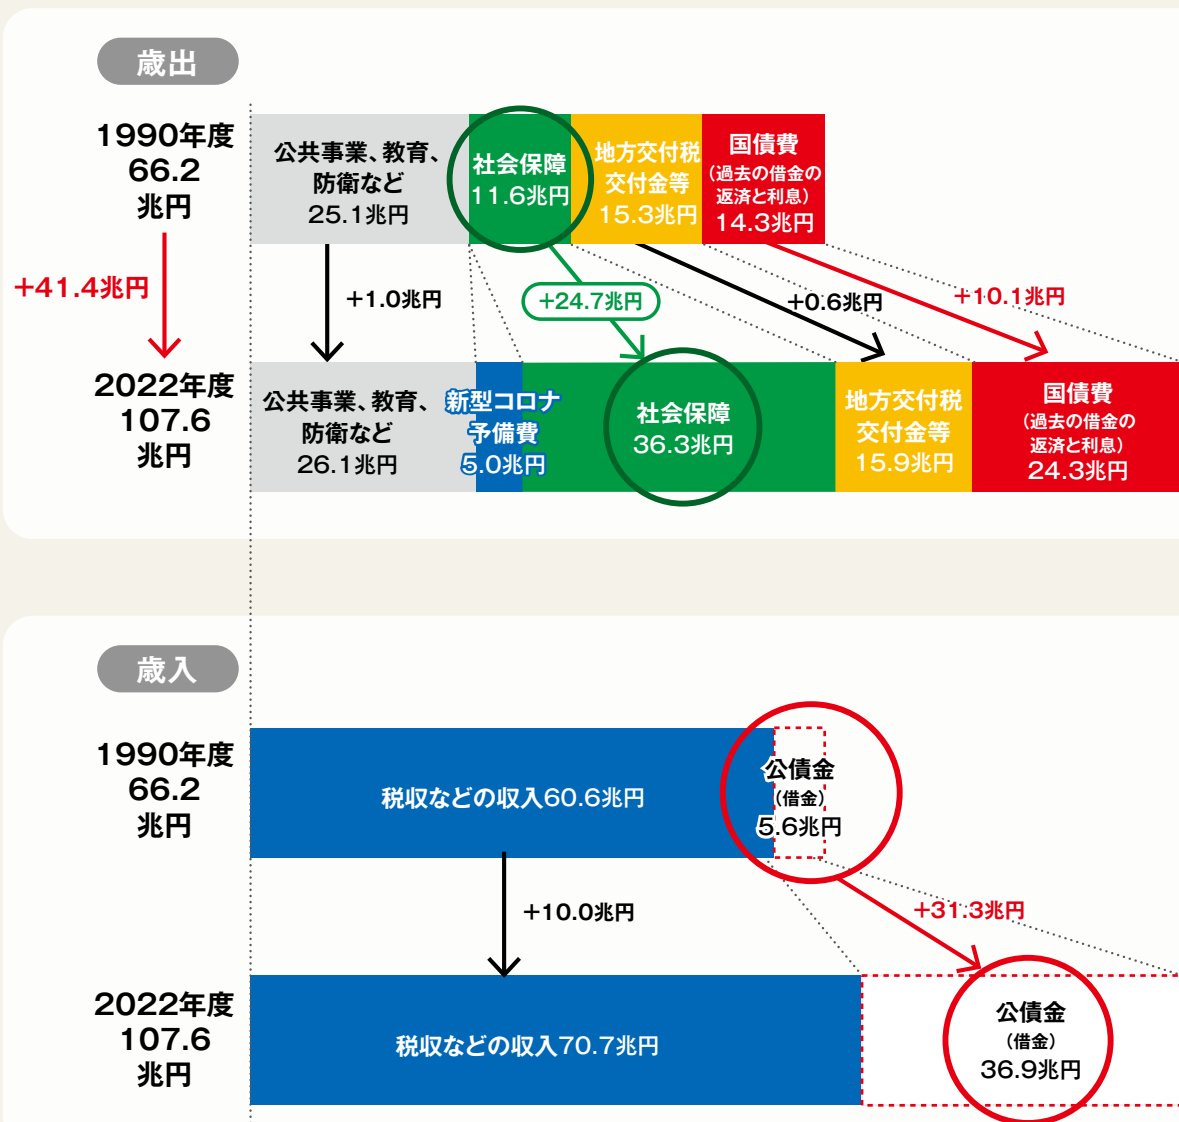 歳出
1990年度
66.2
兆円
公共事業、教育、
防衛など
25.1兆円
社会保障
11.6兆円
地方交付税
交付金等
15.3兆円
国債費
(過去の借金の
返済と利息)
14.3兆円
+41.4兆円
+1.0兆円
+24.7兆円
+0.6兆円
+10.1兆円
2022年度
107.6
兆円
公共事業、教育、
防衛など
26.1兆円
新型コロナ
予備費
5.0兆円
社会保障
36.3兆円
地方交付税
交付金等
15.9兆円
国債費
(過去の借金の
返済と利息)
24.3兆円
歳入
1990年度
66.2
兆円
税収などの収入60.6兆円
公債金
(借金)
5.6兆円
+10.0兆円
+31.3兆円
2022年度
107.6
兆円
税収などの収入70.7兆円
公債金
(借金)
36.9兆円